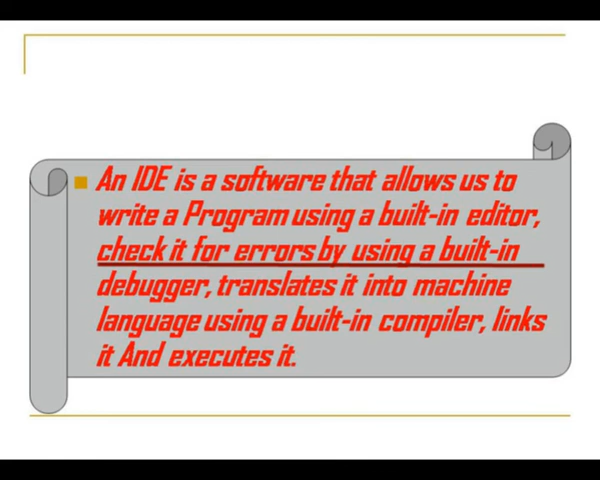 An IDE is a software that allows us to
write a Program using a built-in editor,
check it for errors by using a built-in
debugger, translates it into machine
language using a built-in compiler, links
it And executes it.